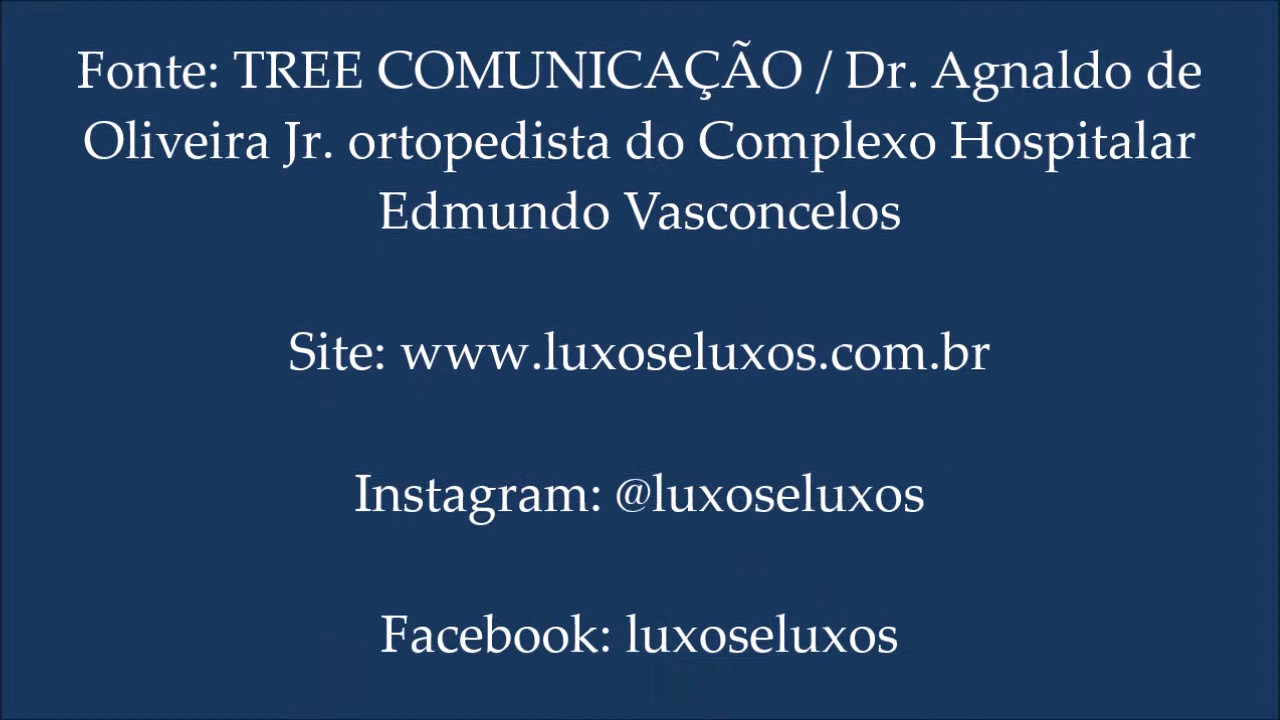 Fonte: TREE COMUNICAÇÃO / Dr. Agnaldo de
Oliveira Jr. ortopedista do Complexo Hospitalar
Edmundo Vasconcelos
Site: www.luxoseluxos.com.br
Instagram: @luxoseluxos
Facebook: luxoseluxos